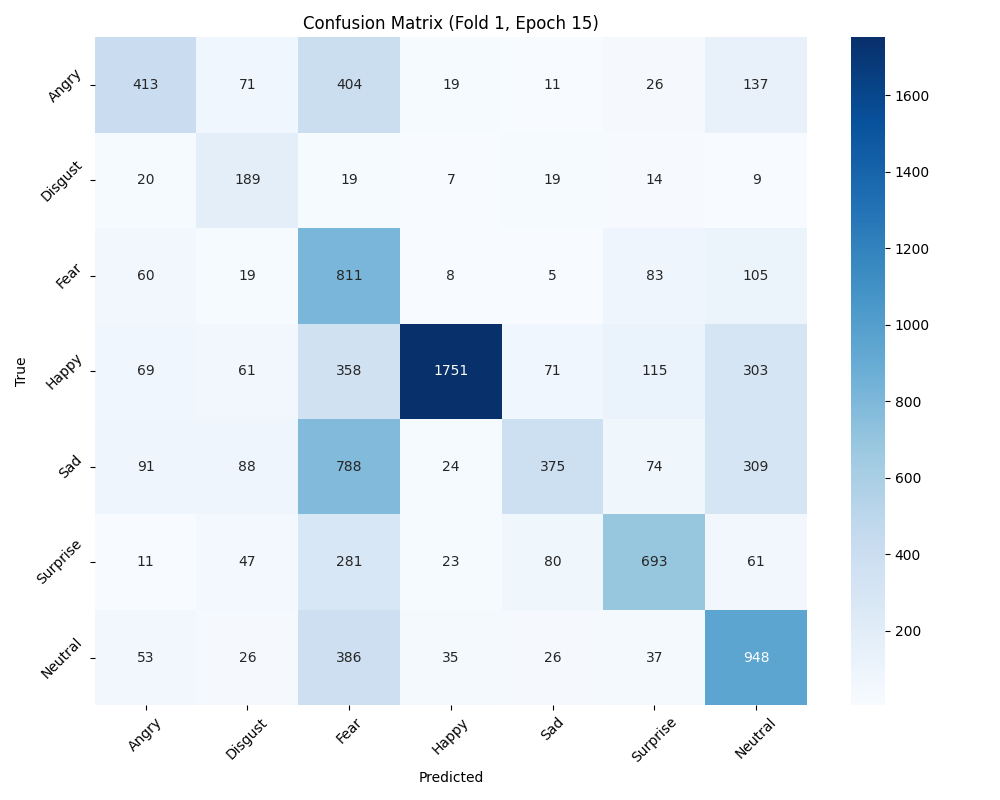 Confusion Matrix (Fold 1, Epoch 15)
True
Angry 413 71 404 19 11 26 137
Disgust 20 189 19 7 19 14 9
Fear 60 19 811 8 5 83 105
Happy 69 61 358 1751 71 115 303
Sad 91 88 788 24 375 74 309
Surprise 11 47 281 23 80 693 61
Neutral 53 26 386 35 26 37 948
Angry Disgust Fear Happy Sad Surprise Neutral
Predicted
1600
1400
1200
1000
800
600
400
200